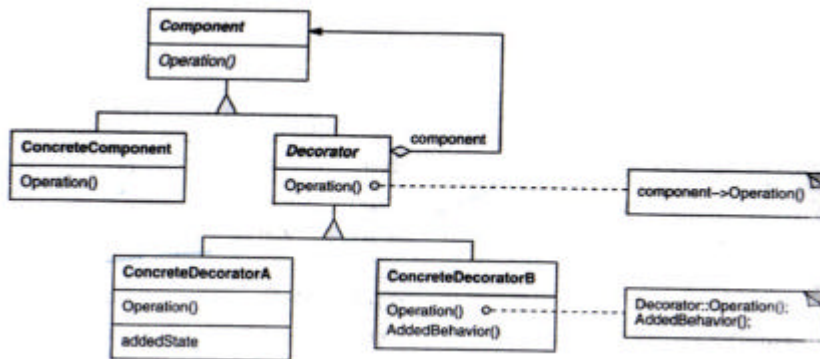 Component
Operation()
component
ConcreteComponent
Operation()
Decorator
Operation()
component->Operation()
ConcreteDecoratorA
Operation()
addedState
ConcreteDecoratorB
Operation()
AddedBehavior()
Decorator::Operation();
AddedBehavior();